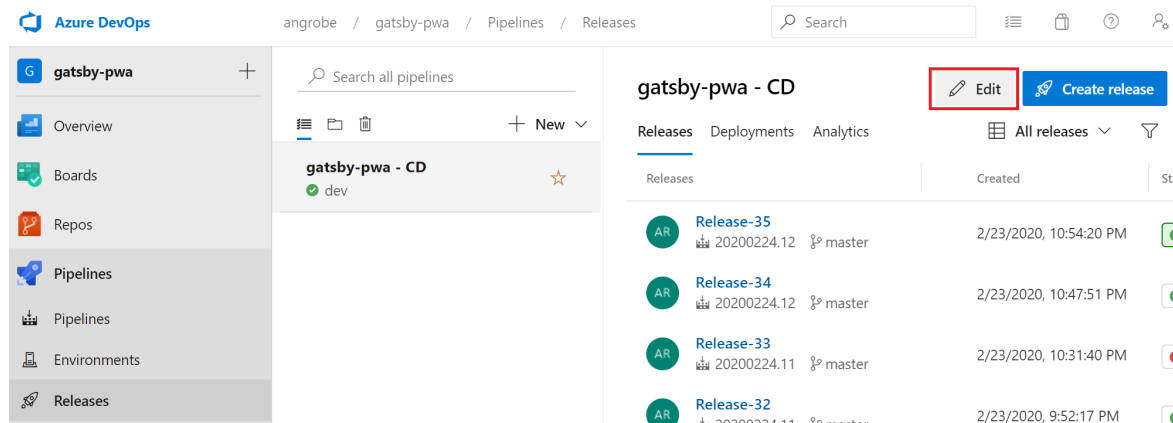 Azure DevOps
angrobe / gatsby-pwa / Pipelines / Releases
Search
G gatsby-pwa
Overview
Boards
Repos
Pipelines
Pipelines
Environments
Releases
Search all pipelines
New
gatsby-pwa - CD
dev
gatsby-pwa - CD
Edit
Create release
Releases Deployments Analytics
All releases
Releases Created St
AR Release-35
20200224.12 master 2/23/2020, 10:54:20 PM
AR Release-34
20200224.12 master 2/23/2020, 10:47:51 PM
AR Release-33
20200224.11 master 2/23/2020, 10:31:40 PM
AR Release-32
20200224.11 master 2/23/2020, 9:52:17 PM